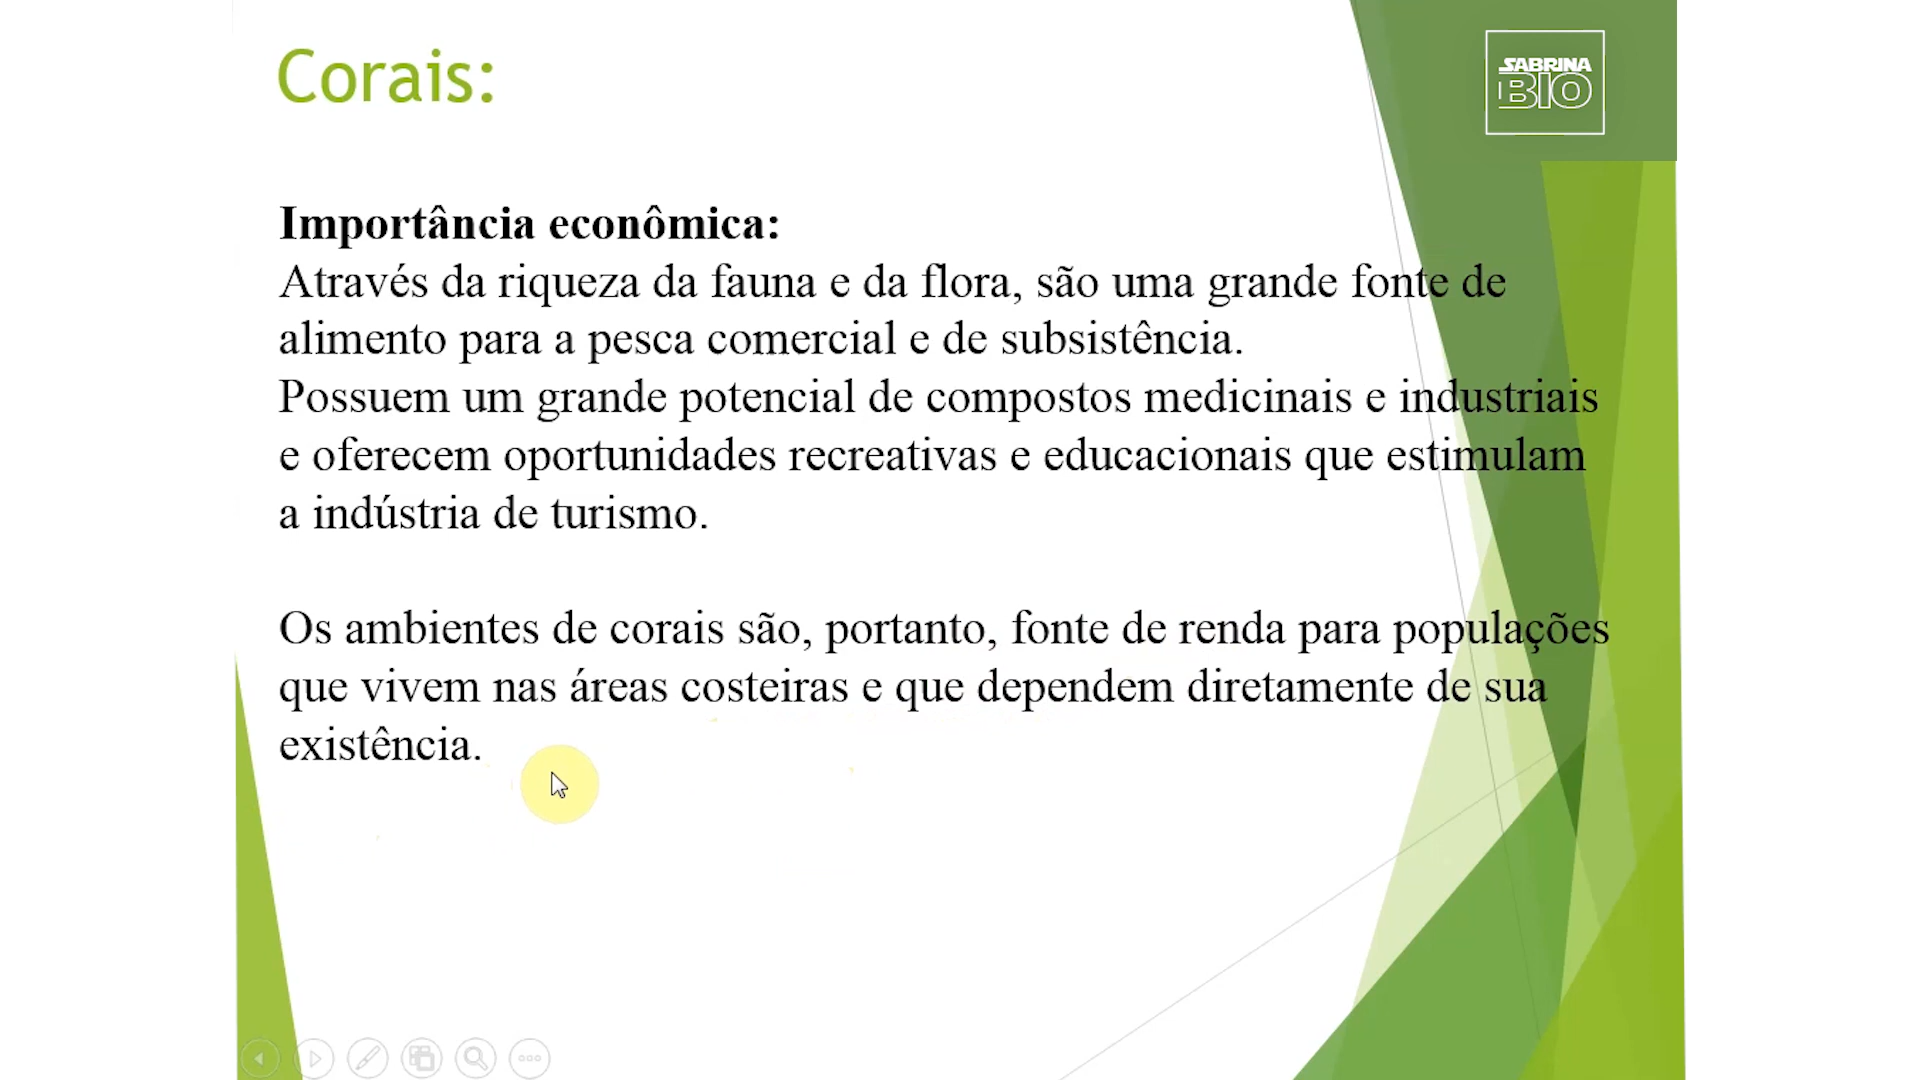 Corais:
SABRINA
BIO
Importância econômica:
Através da riqueza da fauna e da flora, são uma grande fonte de
alimento para a pesca comercial e de subsistência.
Possuem um grande potencial de compostos medicinais e industriais
e oferecem oportunidades recreativas e educacionais que estimulam
a indústria de turismo.
Os ambientes de corais são, portanto, fonte de renda para populações
que vivem nas áreas costeiras e que dependem diretamente de sua
existência.